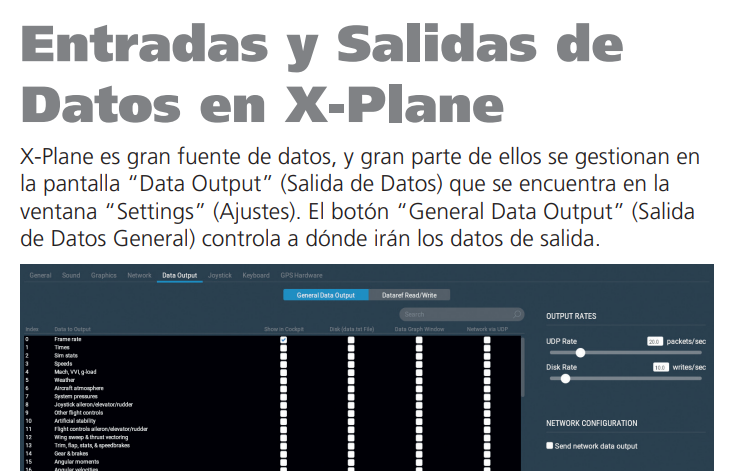 Entradas y Salidas de
Datos en X-Plane
X-Plane es gran fuente de datos, y gran parte de ellos se gestionan en
la pantalla “Data Output” (Salida de Datos) que se encuentra en la
ventana “Settings” (Ajustes). El botón “General Data Output” (Salida
de Datos General) controla a dónde irán los datos de salida.
General Sound Graphics Network Data Output Joystick Keyboard GPS Hardware
General Data Output Dataref Read/Write
Search
Index Data to Output Show in Cockpit Disk (data.txt File) Data Graph Window Network via UDP
0 Frame rate
1 Times
2 Sim stats
3 Speeds
4 Mach, VVI, g-load
5 Weather
6 Aircraft atmosphere
7 System pressures
8 Joystick aileron/elevator/rudder
9 Other flight controls
10 Artificial stability
11 Flight controls aileron/elevator/rudder
12 Wing sweep & thrust vectoring
13 Trim, flap, stats, & speedbrakes
14 Gear & brakes
15 Angular moments
16 Angular velocities
OUTPUT RATES
UDP Rate 20.0 packets/sec
Disk Rate 10.0 writes/sec
NETWORK CONFIGURATION
Send network data output